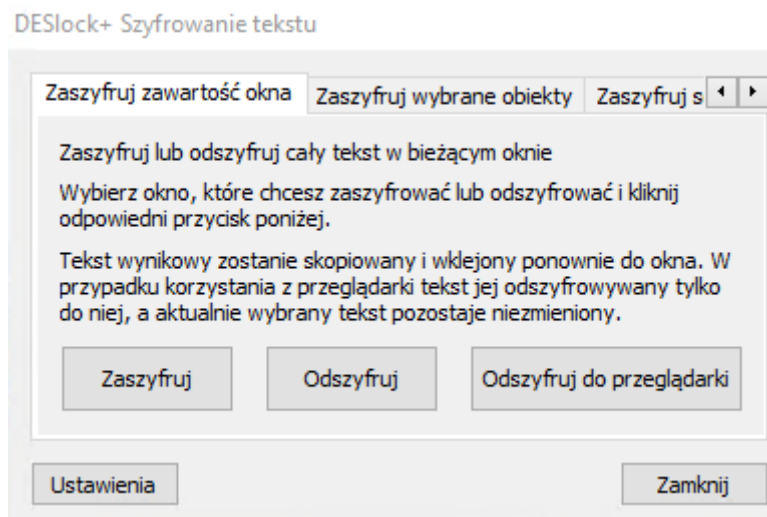 DESlock+ Szyfrowanie tekstu
Zaszyfruj zawartość okna
Zaszyfruj wybrane obiekty
Zaszyfruj s
Zaszyfruj lub odszyfruj cały tekst w bieżącym oknie
Wybierz okno, które chcesz zaszyfrować lub odszyfrować i kliknij
odpowiedni przycisk poniżej.
Tekst wynikowy zostanie skopiowany i wklejony ponownie do okna. W
przypadku korzystania z przeglądarki tekst jej odszyfrowywany tylko
do niej, a aktualnie wybrany tekst pozostaje niezmieniony.
Zaszyfruj
Odszyfruj
Odszyfruj do przeglądarki
Ustawienia
Zamknij